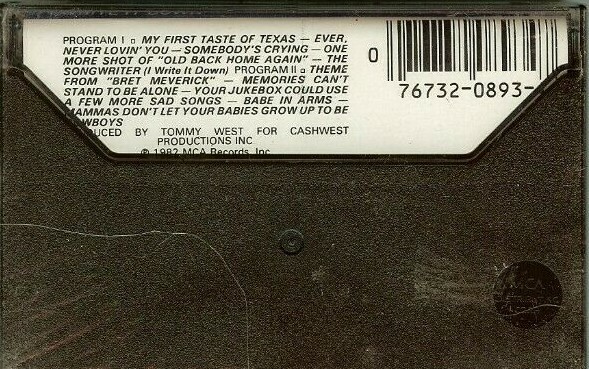 PROGRAM I □ MY FIRST TASTE OF TEXAS — EVER,
NEVER LOVIN' YOU — SOMEBODY'S CRYING — ONE
MORE SHOT OF "OLD BACK HOME AGAIN" — THE
SONGWRITER (I Write It Down) PROGRAM II □ THEME
FROM "BRET MEVERICK" — MEMORIES CAN'T
STAND TO BE ALONE — YOUR JUKEBOX COULD USE
A FEW MORE SAD SONGS — BABE IN ARMS —
MAMMAS DON'T LET YOUR BABIES GROW UP TO BE
OWBOYS
DUCED BY TOMMY WEST FOR CASHWEST
PRODUCTIONS INC
℗ 1982 MCA Records, Inc.
0
76732-0893-
MCA